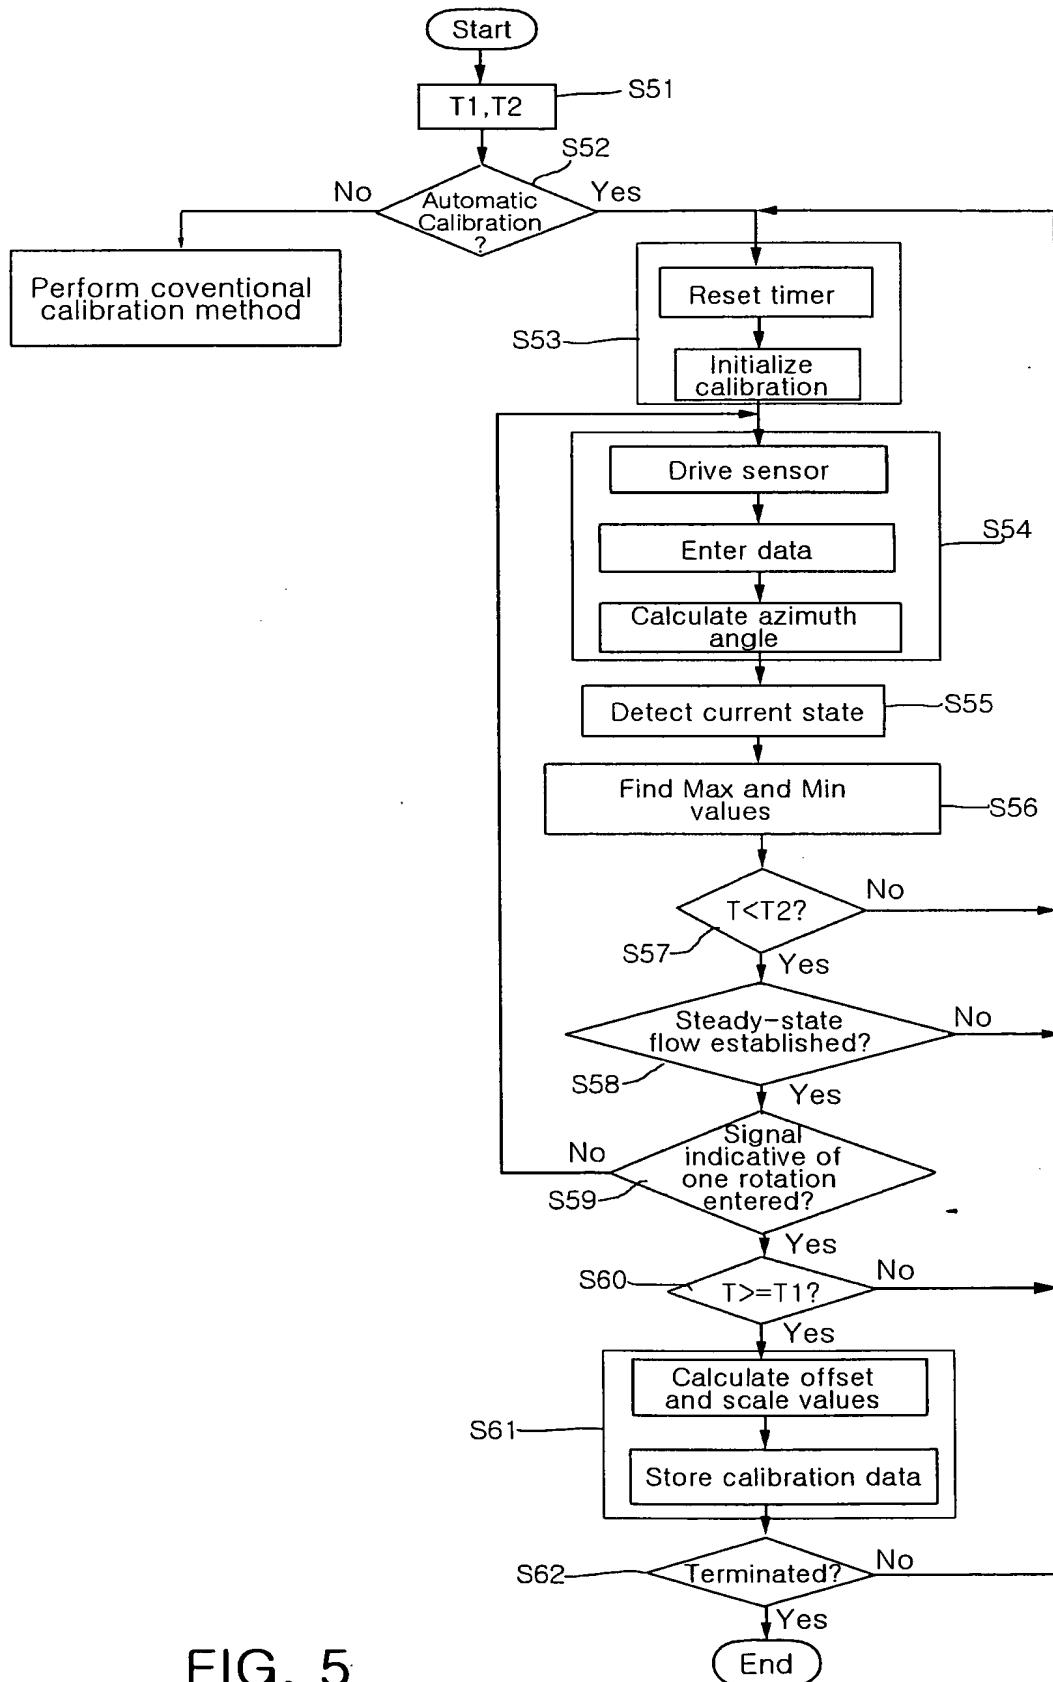 Start
T1,T2
S51
S52
No
Automatic
Calibration
?
Yes
Perform coventional
calibration method
Reset timer
S53
Initialize
calibration
Drive sensor
S54
Enter data
Calculate azimuth
angle
Detect current state
S55
Find Max and Min
values
S56
T<T2?
No
S57
Yes
Steady-state
flow established?
No
S58
Yes
Signal
indicative of
one rotation
entered?
No
S59
Yes
S60
T>=T1?
No
Yes
Calculate offset
and scale values
S61
Store calibration data
S62
Terminated?
No
Yes
End
FIG. 5